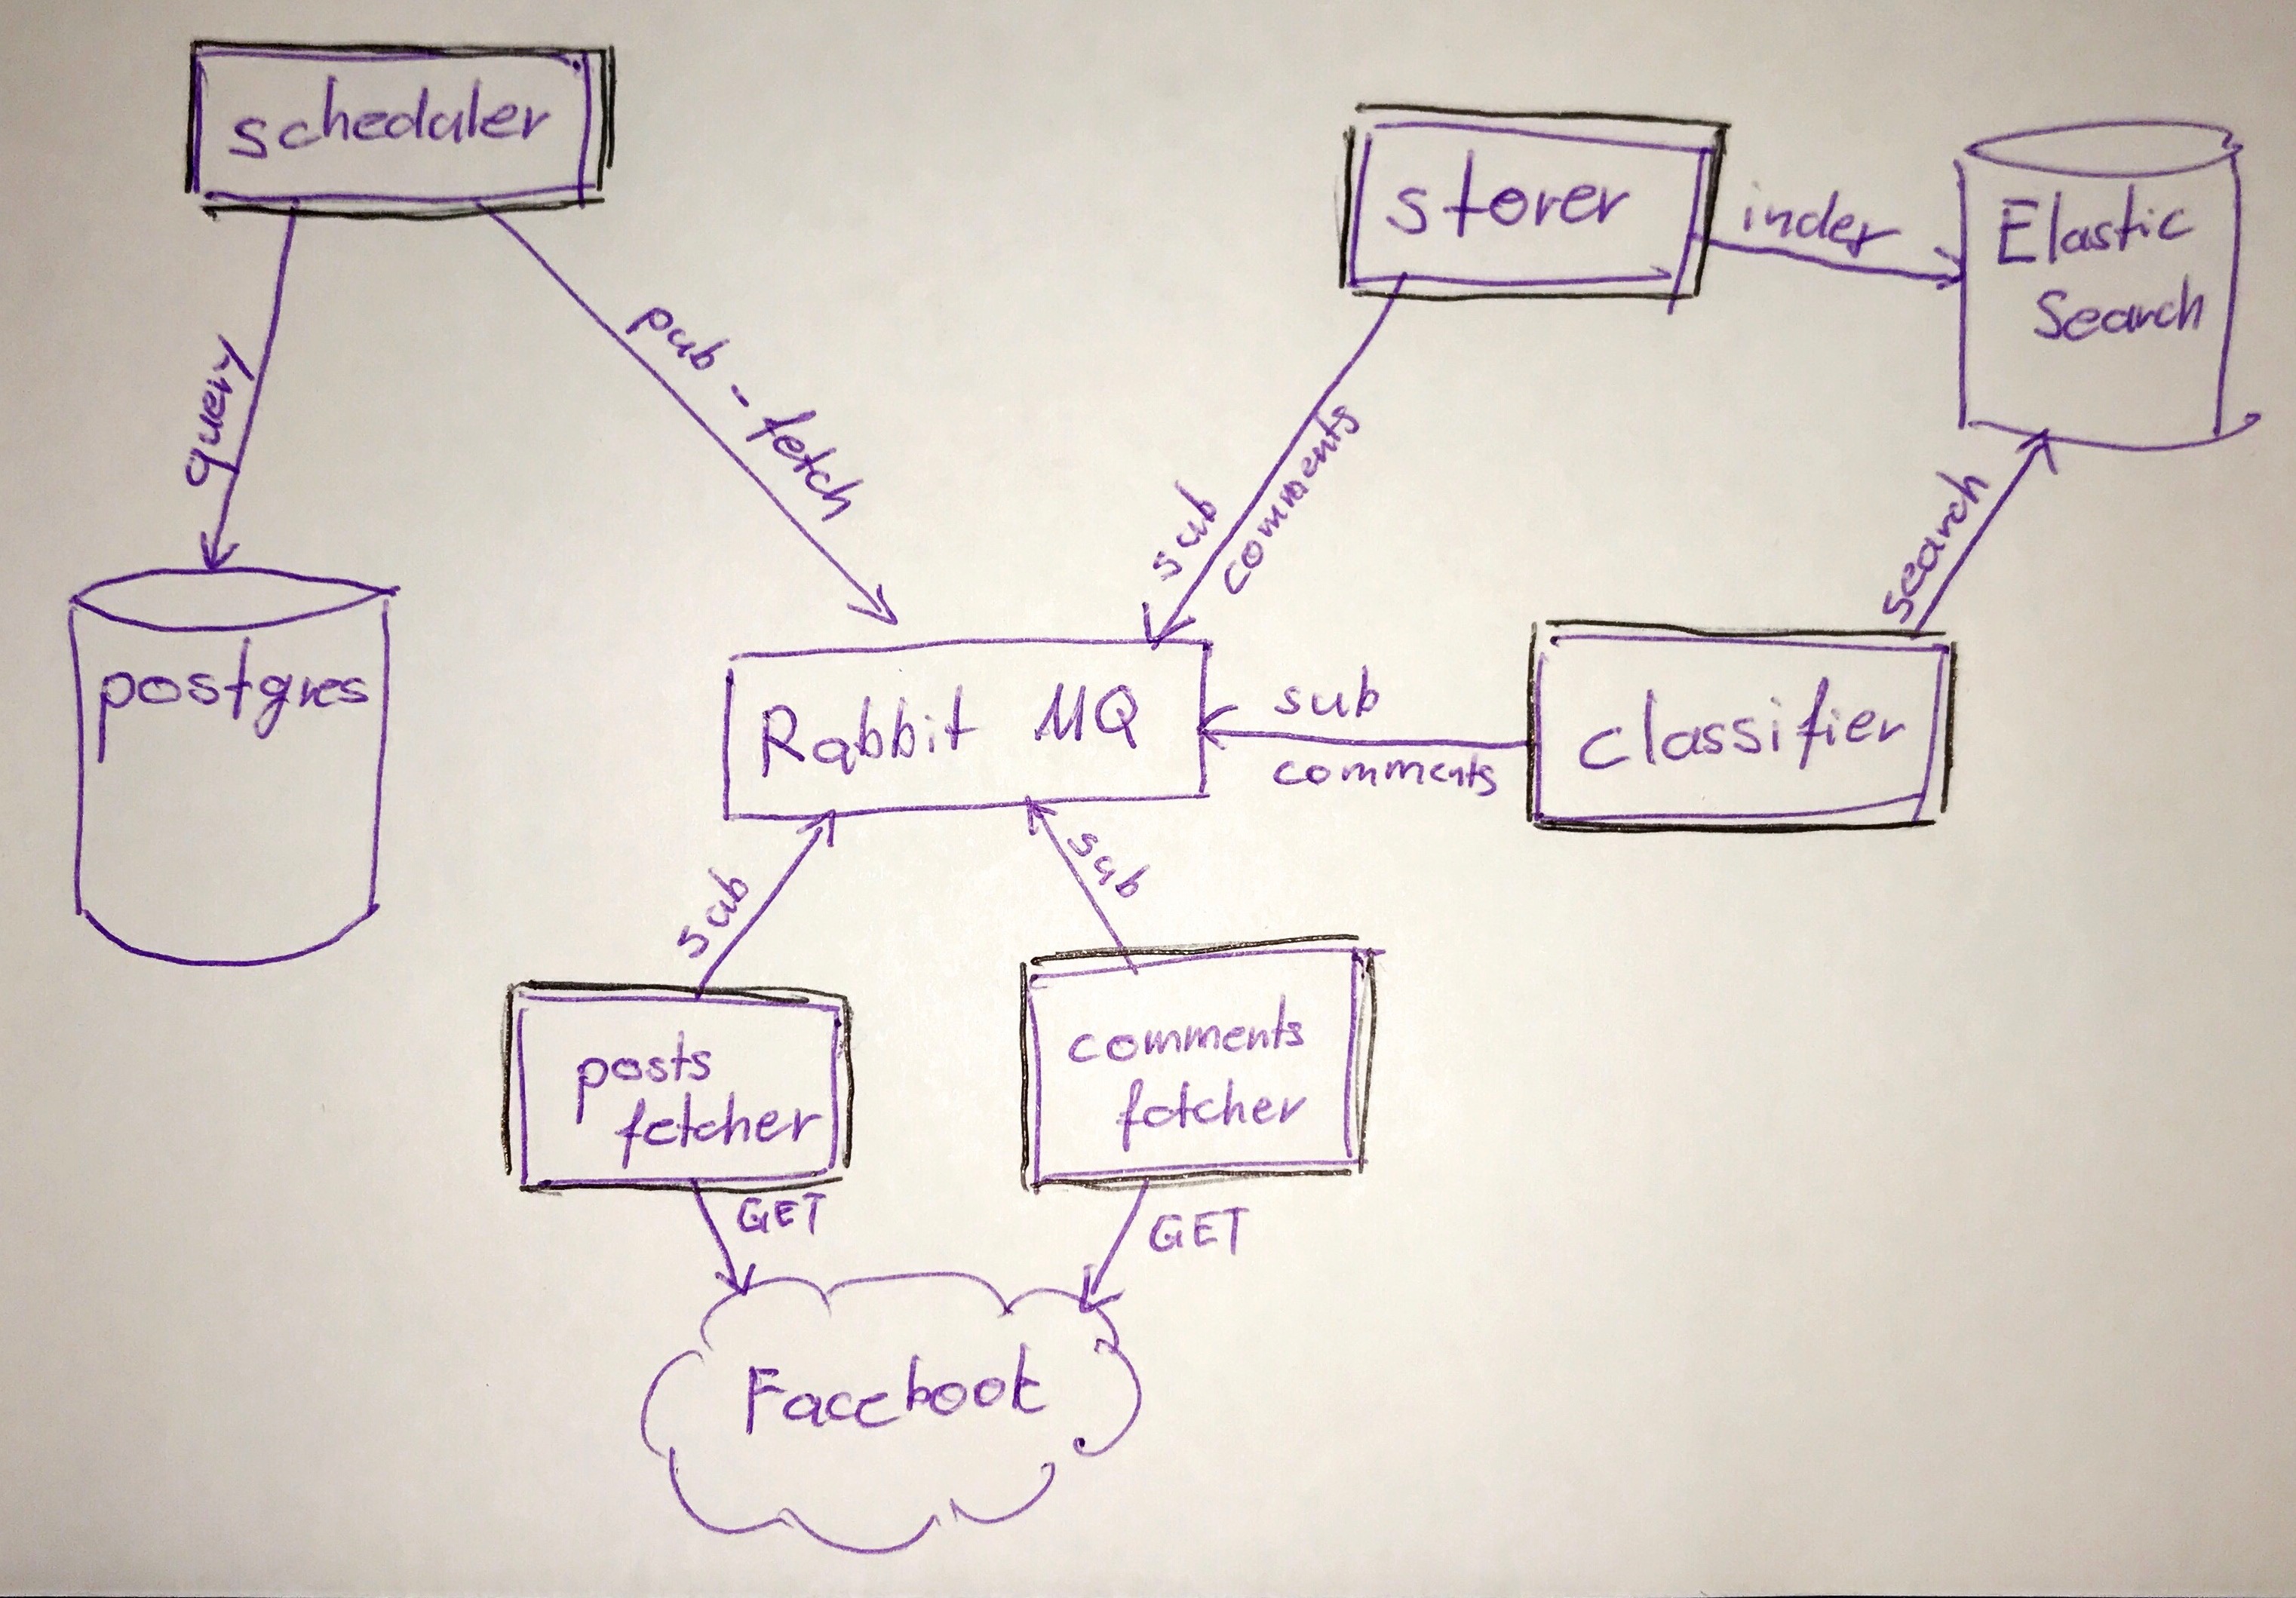 scheduler
storer
index
Elastic
Search
query
pub - fetch
sub
comments
search
postgres
Rabbit MQ
sub
comments
classifier
sub
sub
posts
fetcher
comments
fetcher
GET
GET
Facebook